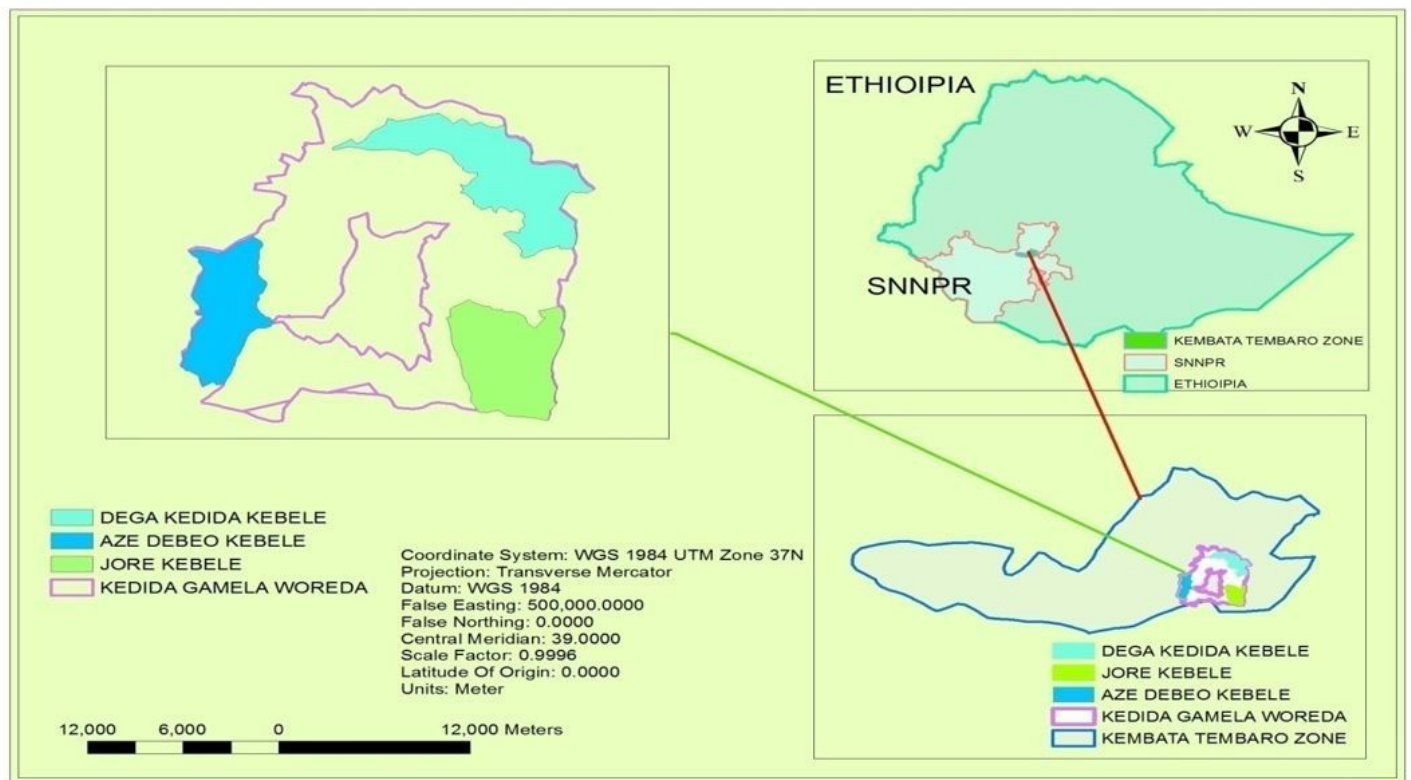 ETHIOIPIA
N
W E
S
SNNPR
KEMBATA TEMBARO ZONE
SNNPR
ETHIOIPIA
DEGA KEDIDA KEBELE
AZE DEBEO KEBELE
JORE KEBELE
KEDIDA GAMELA WOREDA
Coordinate System: WGS 1984 UTM Zone 37N
Projection: Transverse Mercator
Datum: WGS 1984
False Easting: 500,000.0000
False Northing: 0.0000
Central Meridian: 39.0000
Scale Factor: 0.9996
Latitude Of Origin: 0.0000
Units: Meter
12,000 6,000 0 12,000 Meters
DEGA KEDIDA KEBELE
JORE KEBELE
AZE DEBEO KEBELE
KEDIDA GAMELA WOREDA
KEMBATA TEMBARO ZONE